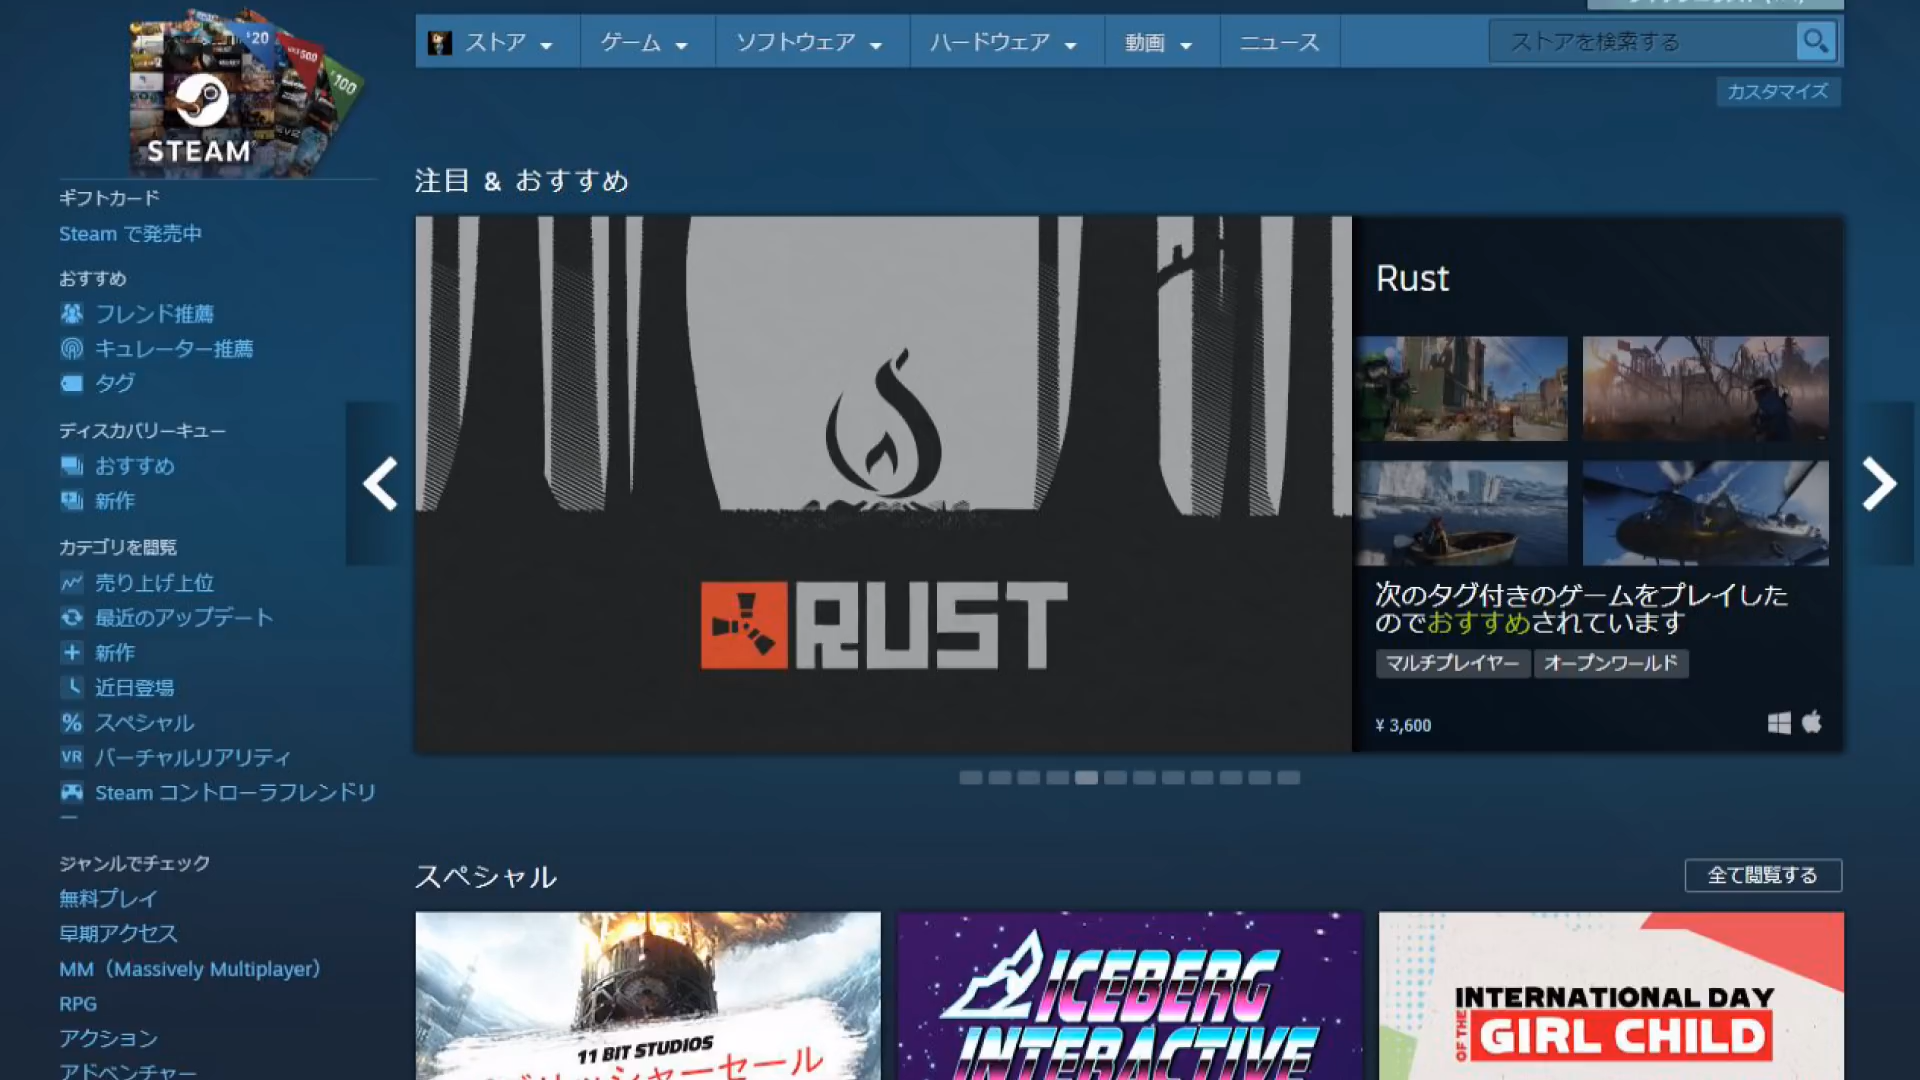 $20
500
100
STEAM
ストア
ゲーム
ソフトウェア
ハードウェア
動画
ニュース
ストアを検索する
カスタマイズ
ギフトカード
Steam で発売中
おすすめ
フレンド推薦
キュレーター推薦
タグ
ディスカバリーキュー
おすすめ
新作
カテゴリを閲覧
売り上げ上位
最近のアップデート
新作
近日登場
% スペシャル
VR バーチャルリアリティ
Steam コントローラフレンドリ
ー
ジャンルでチェック
無料プレイ
早期アクセス
MM（Massively Multiplayer）
RPG
アクション
アドベンチャー
注目 & おすすめ
RUST
Rust
次のタグ付きのゲームをプレイした
のでおすすめされています
マルチプレイヤー オープンワールド
¥ 3,600
スペシャル
全て閲覧する
11 BIT STUDIOS
パブリッシャーセール
ICEBERG
INTERACTIVE
INTERNATIONAL DAY
OF THE GIRL CHILD